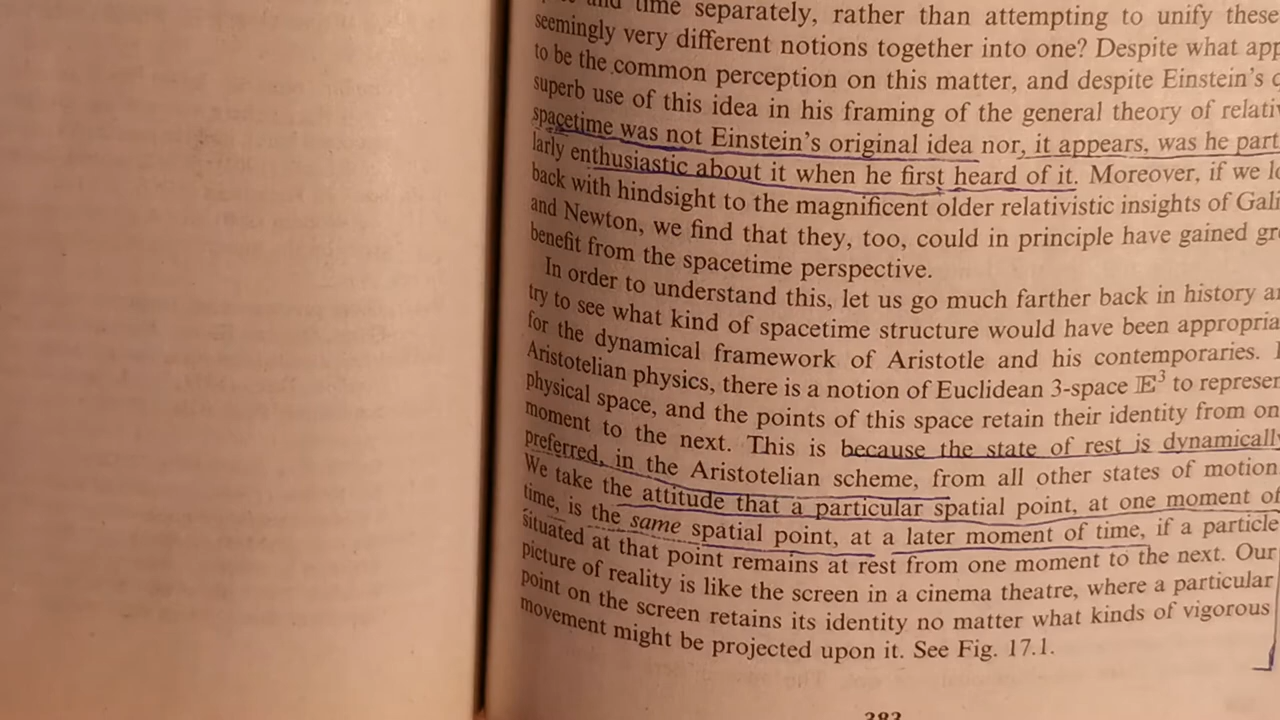 and time separately, rather than attempting to unify these
seemingly very different notions together into one? Despite what
to be the common perception on this matter, and despite Einstein's
superb use of this idea in his framing of the general theory of
spacetime was not Einstein's original idea nor, it appears, was he
larly enthusiastic about it when he first heard of it. Moreover, if we
back with hindsight to the magnificent older relativistic insights of
and Newton, we find that they, too, could in principle have gained
benefit from the spacetime perspective.
In order to understand this, let us go much farther back in history
try to see what kind of spacetime structure would have been
for the dynamical framework of Aristotle and his contemporaries.
Aristotelian physics, there is a notion of Euclidean 3-space 𝔼³ to
physical space, and the points of this space retain their identity from
moment to the next. This is because the state of rest is dynamically
preferred, in the Aristotelian scheme, from all other states of motion.
We take the attitude that a particular spatial point, at one moment of
time, is the same spatial point, at a later moment of time, if a particle
situated at that point remains at rest from one moment to the next. Our
picture of reality is like the screen in a cinema theatre, where a particular
point on the screen retains its identity no matter what kinds of vigorous
movement might be projected upon it. See Fig. 17.1.